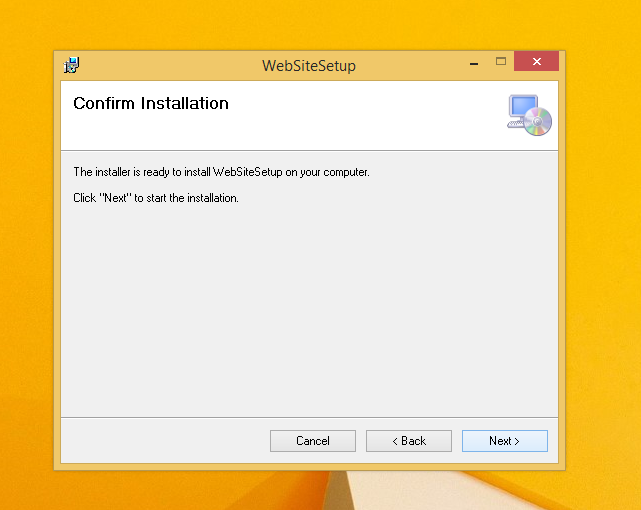 WebSiteSetup
Confirm Installation
The installer is ready to install WebSiteSetup on your computer.
Click "Next" to start the installation.
Cancel
< Back
Next >